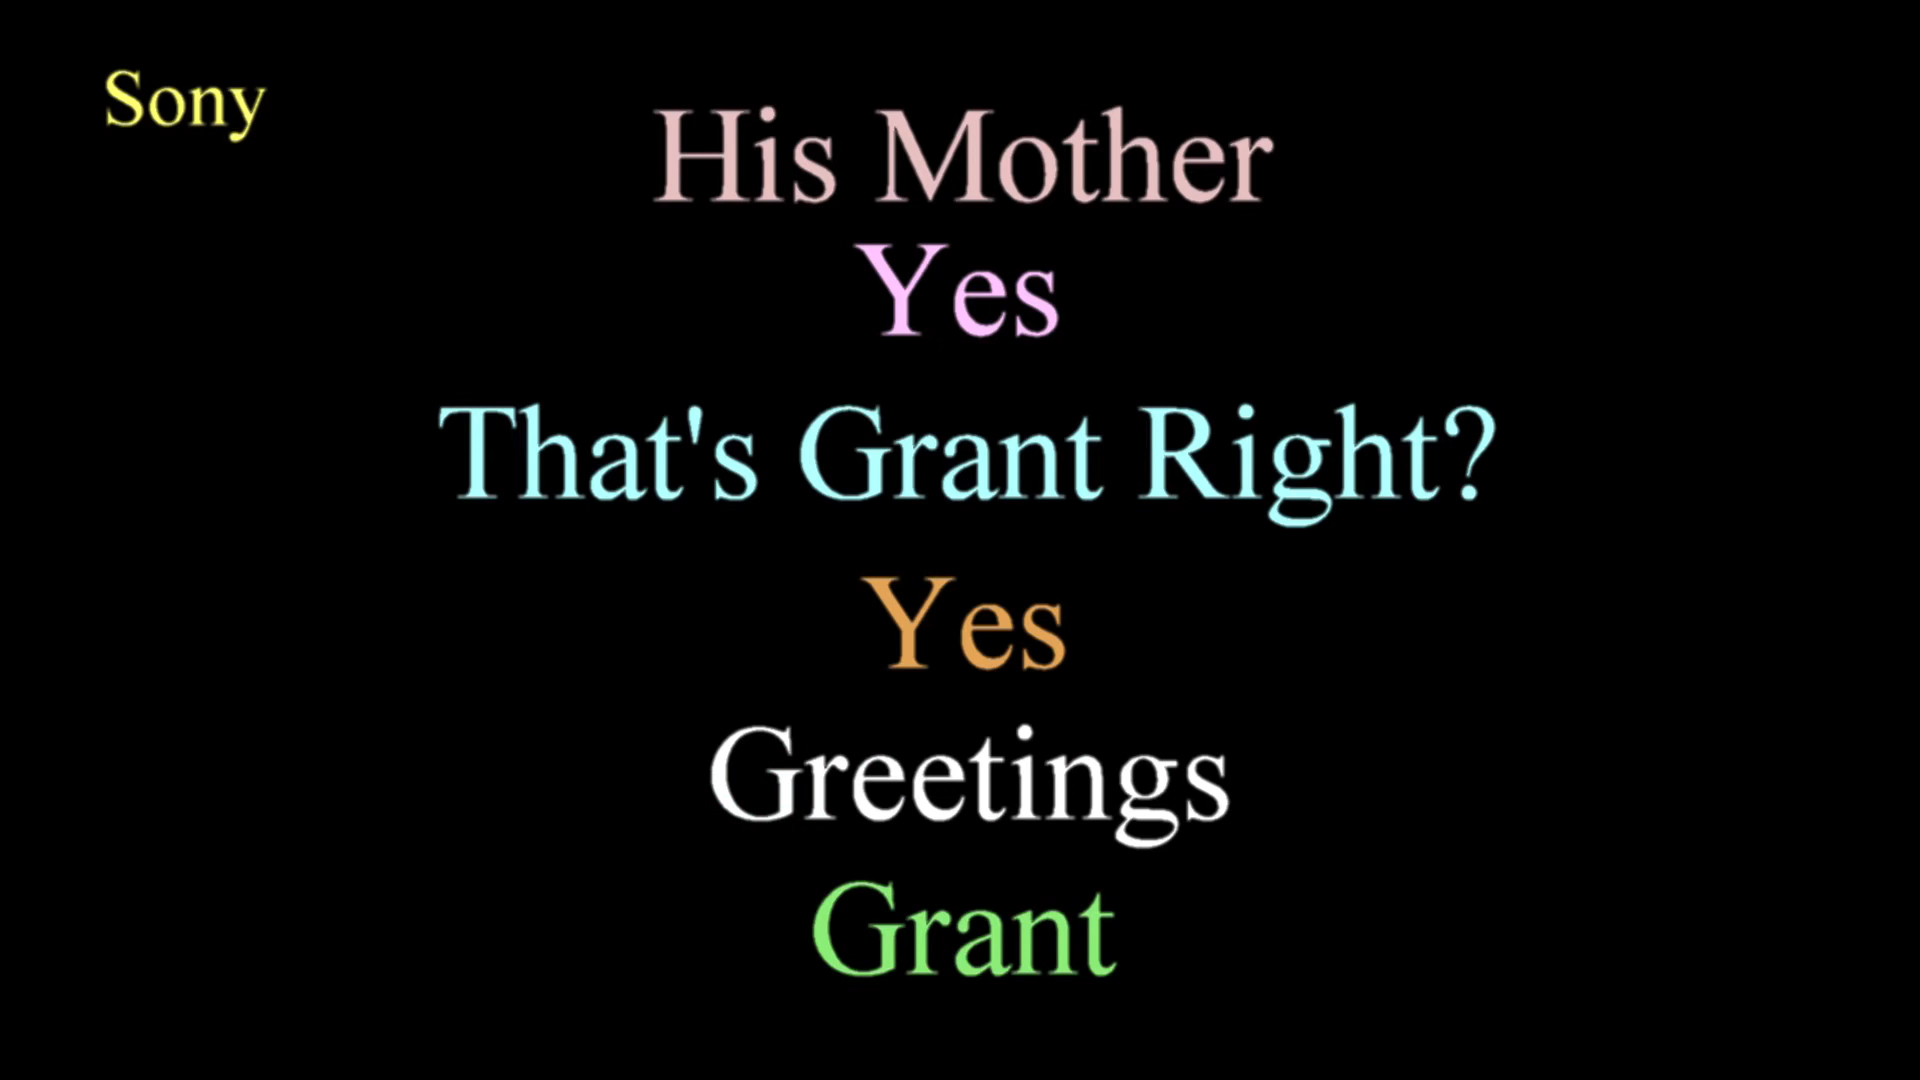 Sony
His Mother
Yes
That's Grant Right?
Yes
Greetings
Grant